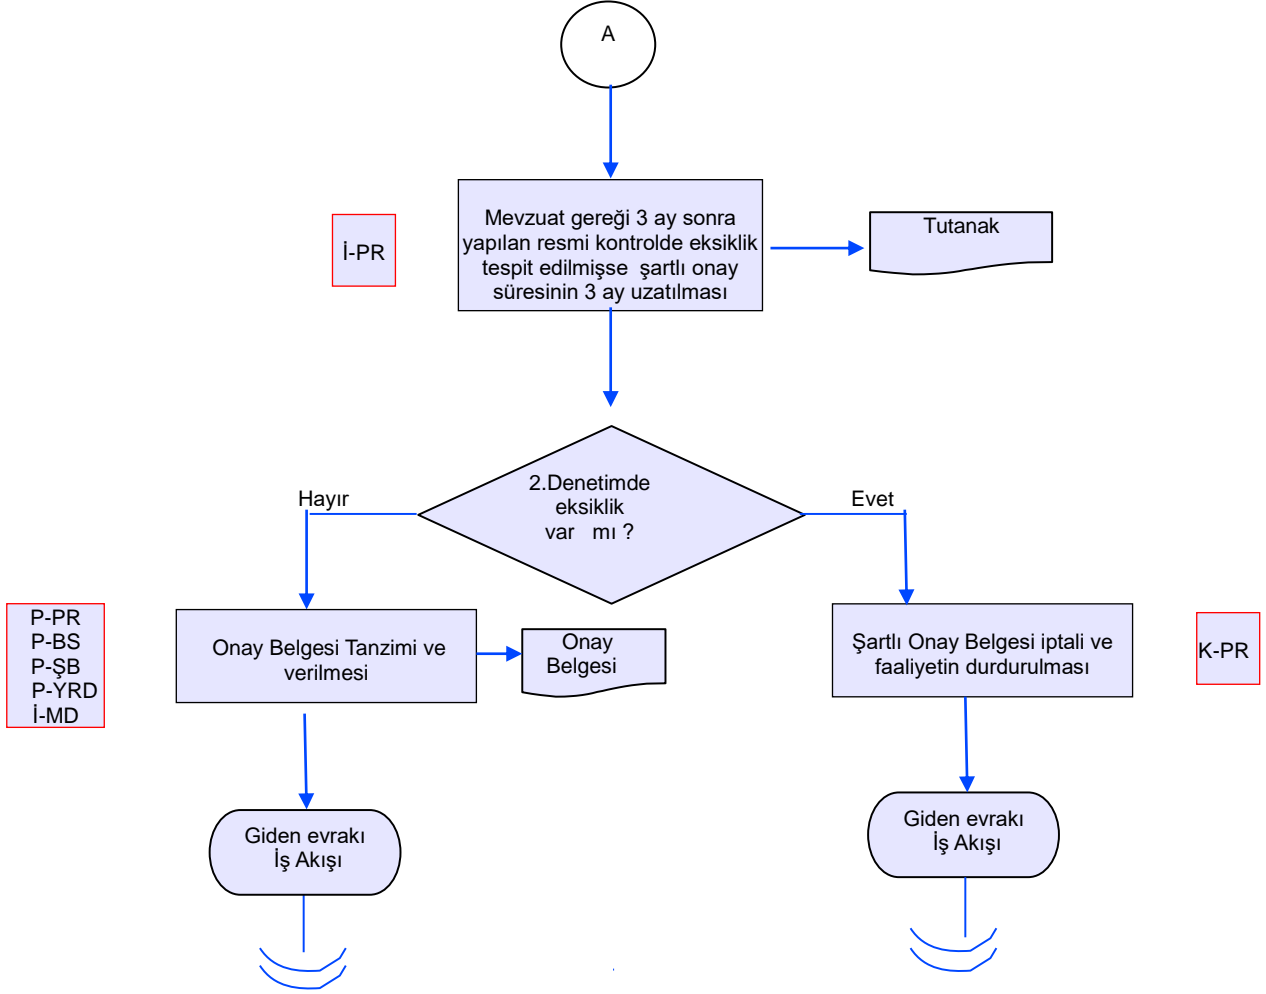 A
Mevzuat gereği 3 ay sonra
yapılan resmi kontrolde eksiklik
tespit edilmişse şartlı onay
süresinin 3 ay uzatılması
İ-PR
Tutanak
2.Denetimde
eksiklik
var mı ?
Hayır
Evet
P-PR
P-BS
P-ŞB
P-YRD
İ-MD
Onay Belgesi Tanzimi ve
verilmesi
Onay
Belgesi
Şartlı Onay Belgesi iptali ve
faaliyetin durdurulması
K-PR
Giden evrakı
İş Akışı
Giden evrakı
İş Akışı